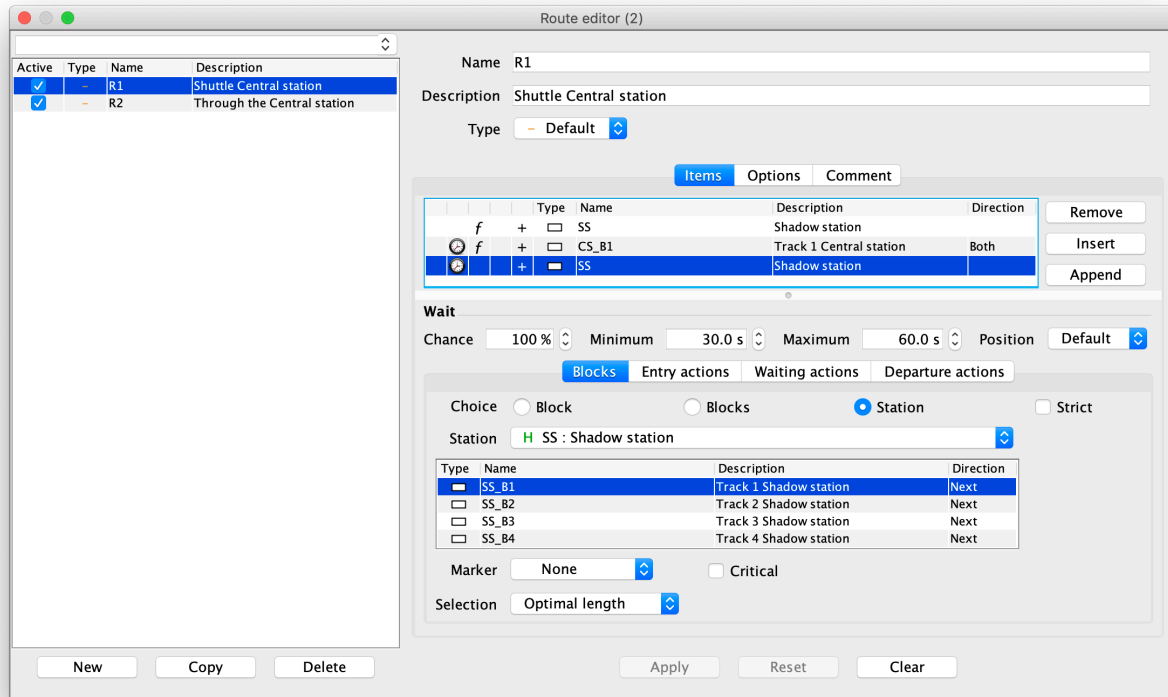 Route editor (2)
Active Type Name Description
– R1 Shuttle Central station
– R2 Through the Central station
Name R1
Description Shuttle Central station
Type – Default
Items Options Comment
Type Name Description Direction
f + SS Shadow station
f + CS_B1 Track 1 Central station Both
+ SS Shadow station
Remove
Insert
Append
Wait
Chance 100 % Minimum 30.0 s Maximum 60.0 s Position Default
Blocks Entry actions Waiting actions Departure actions
Choice Block Blocks Station Strict
Station H SS : Shadow station
Type Name Description Direction
SS_B1 Track 1 Shadow station Next
SS_B2 Track 2 Shadow station Next
SS_B3 Track 3 Shadow station Next
SS_B4 Track 4 Shadow station Next
Marker None Critical
Selection Optimal length
New Copy Delete Apply Reset Clear